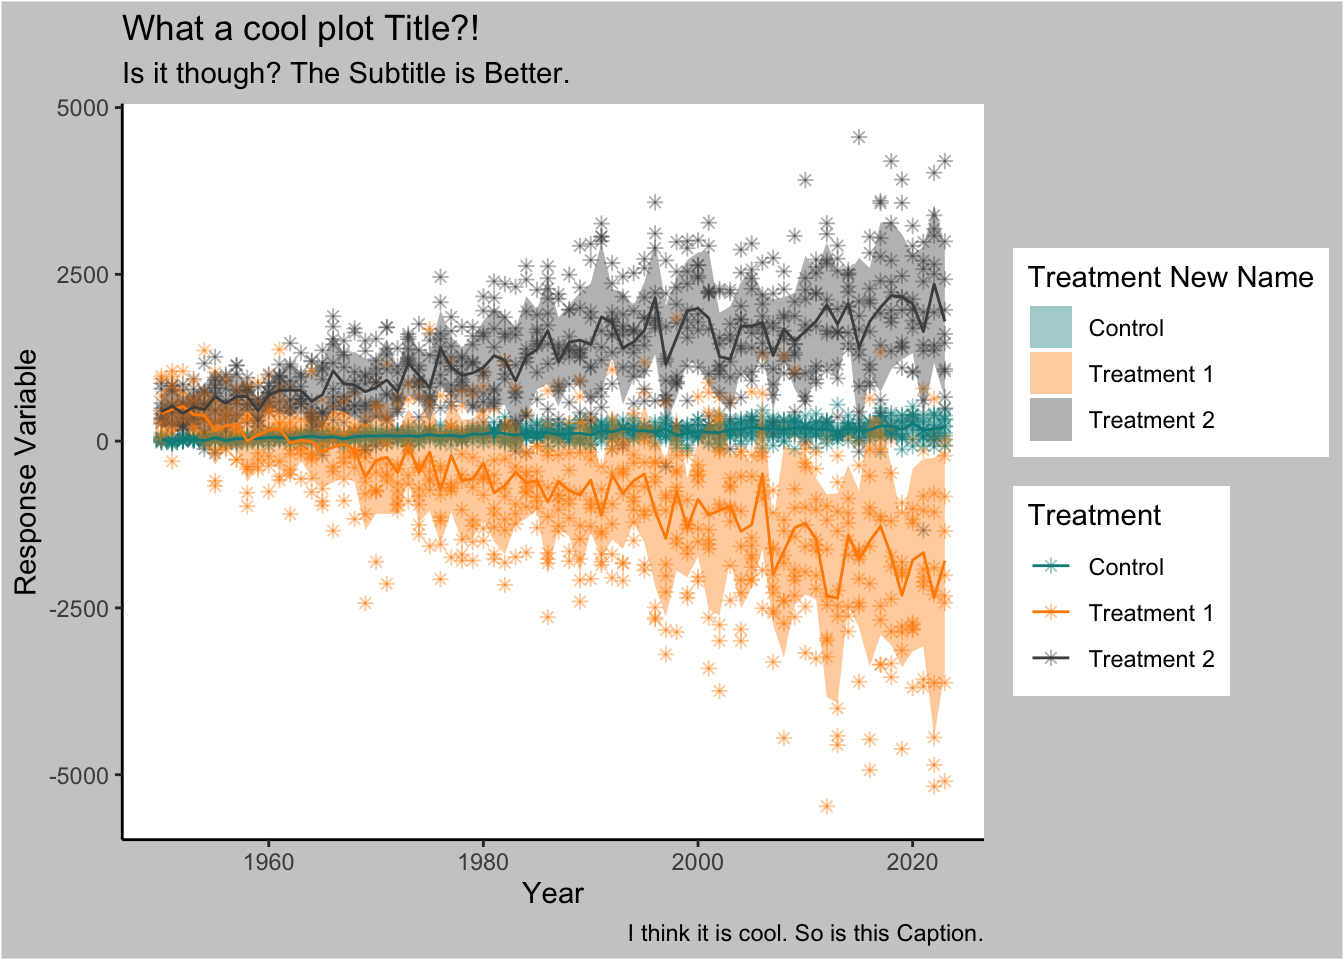 What a cool plot Title?!
Is it though? The Subtitle is Better.
5000
2500
0
-2500
-5000
Response Variable
1960
1980
2000
2020
Year
I think it is cool. So is this Caption.
Treatment New Name
Control
Treatment 1
Treatment 2
Treatment
Control
Treatment 1
Treatment 2